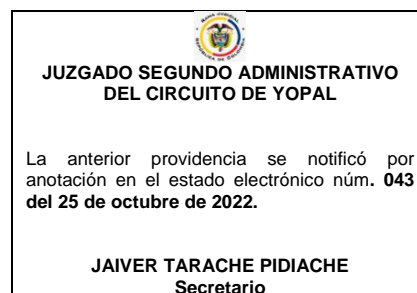 JUZGADO SEGUNDO ADMINISTRATIVO
DEL CIRCUITO DE YOPAL
La anterior providencia se notificó por
anotación en el estado electrónico núm. 043
del 25 de octubre de 2022.
JAIVER TARACHE PIDIACHE
Secretario